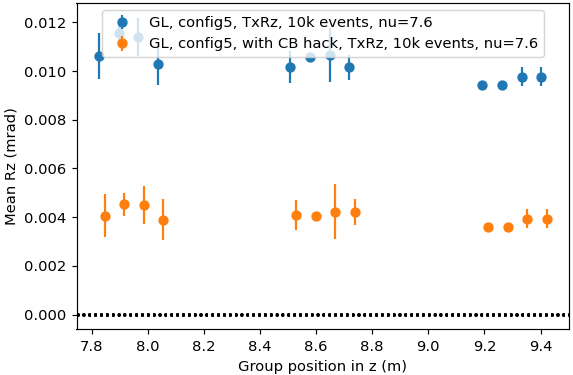 GL, config5, TxRz, 10k events, nu=7.6
GL, config5, with CB hack, TxRz, 10k events, nu=7.6
Mean Rz (mrad)
0.012
0.010
0.008
0.006
0.004
0.002
0.000
7.8 8.0 8.2 8.4 8.6 8.8 9.0 9.2 9.4
Group position in z (m)